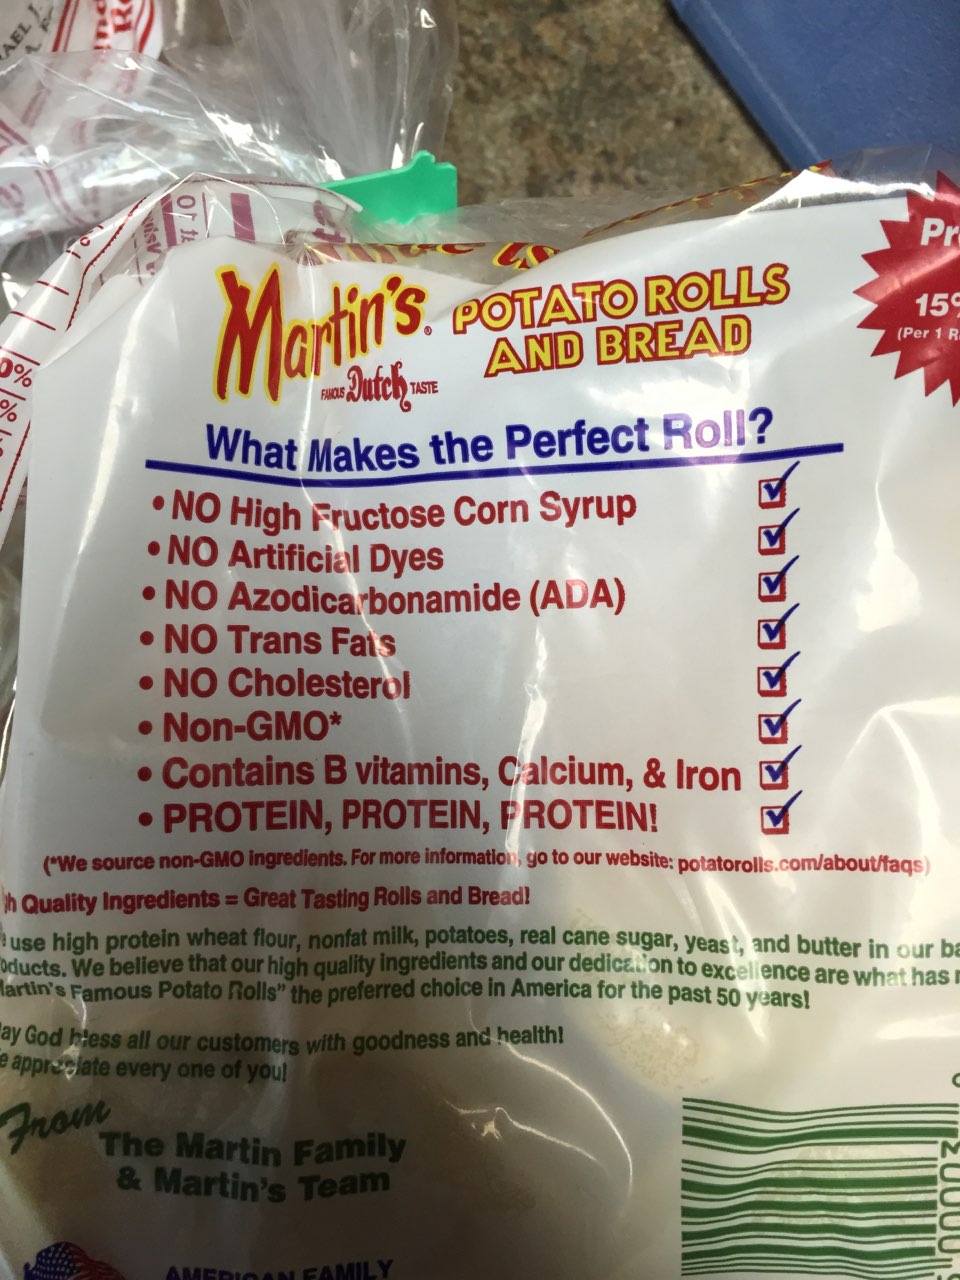 Martin's®
FAMOUS Dutch TASTE
POTATO ROLLS
AND BREAD
15%
(Per 1
What Makes the Perfect Roll?
• NO High Fructose Corn Syrup
• NO Artificial Dyes
• NO Azodicarbonamide (ADA)
• NO Trans Fats
• NO Cholesterol
• Non-GMO*
• Contains B vitamins, Calcium, & Iron
• PROTEIN, PROTEIN, PROTEIN!
(*We source non-GMO ingredients. For more information, go to our website: potatorolls.com/about/faqs)
Quality Ingredients = Great Tasting Rolls and Bread!
use high protein wheat flour, nonfat milk, potatoes, real cane sugar, yeast, and butter in our
We believe that our high quality ingredients and our dedication to excellence are what has
Martin's Famous Potato Rolls" the preferred choice in America for the past 50 years!
God bless all our customers with goodness and health!
appreciate every one of you!
From
The Martin Family
& Martin's Team
AMERICAN FAMILY